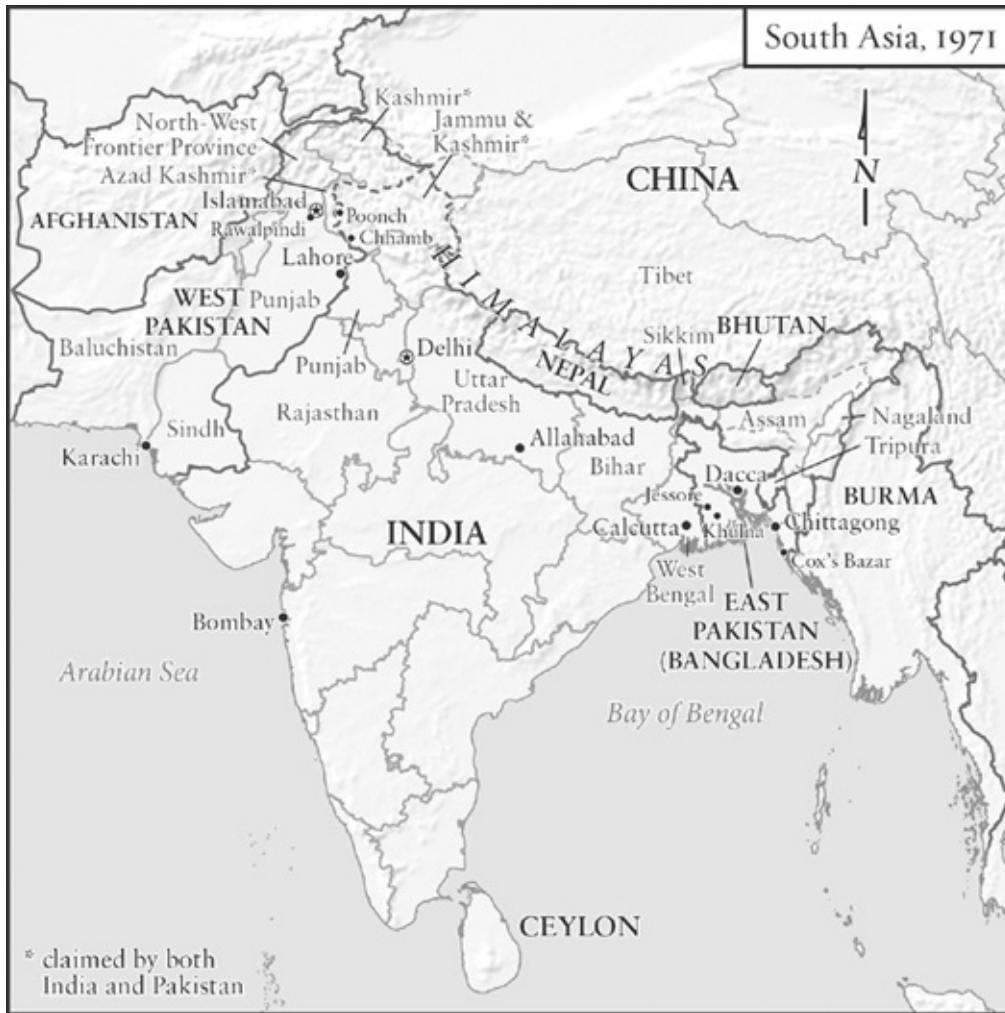 South Asia, 1971
Kashmir*
Jammu &
Kashmir*
North-West
Frontier Province
Azad Kashmir*
Islamabad
Rawalpindi
Poonch
Chhamb
AFGHANISTAN
CHINA
N
Lahore
WEST
PAKISTAN
Punjab
HIMALAYAS
Tibet
Baluchistan
Punjab
Delhi
Sikkim
BHUTAN
NEPAL
Uttar
Pradesh
Rajasthan
Sindh
Karachi
Allahabad
Bihar
Assam
Nagaland
Tripura
Dacca
Jessore
Khulna
BURMA
INDIA
Calcutta
Chittagong
Cox's Bazar
West
Bengal
EAST
PAKISTAN
(BANGLADESH)
Bombay
Arabian Sea
Bay of Bengal
CEYLON
* claimed by both
India and Pakistan